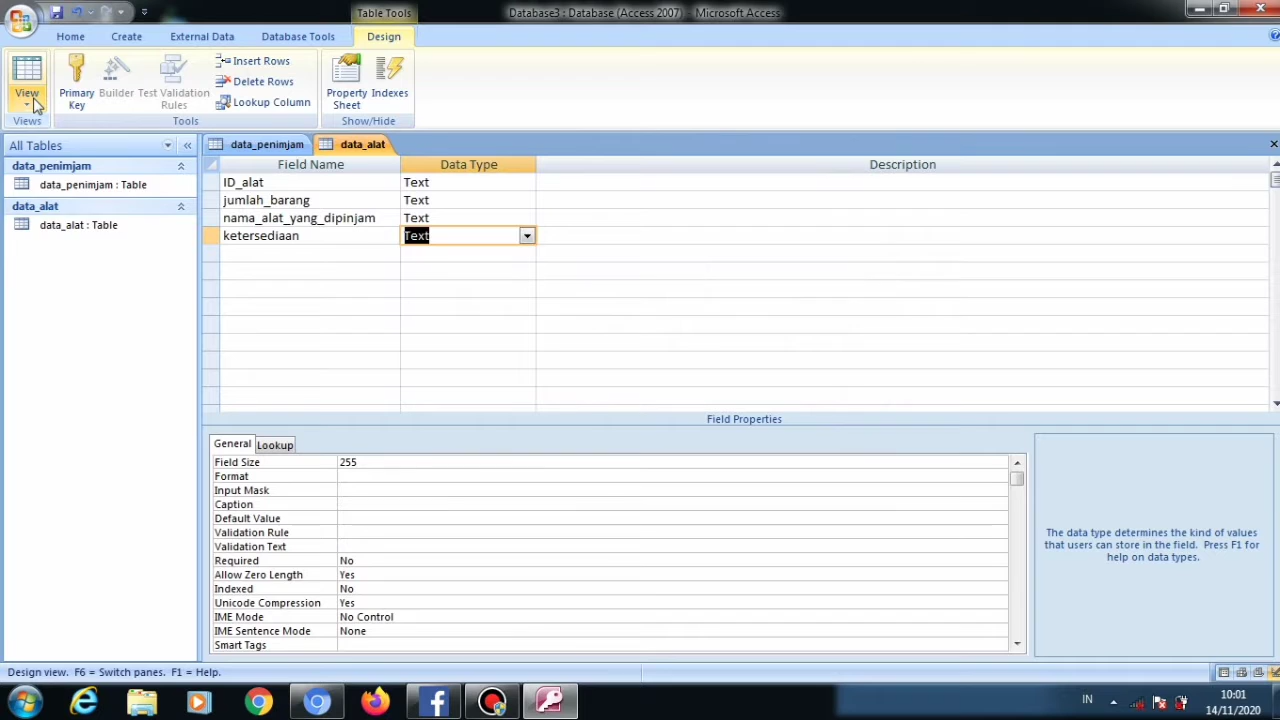 Table Tools
Database3 : Database (Access 2007) - Microsoft Access
Home
Create
External Data
Database Tools
Design
View
Primary
Key
Builder
Test Validation
Rules
Insert Rows
Delete Rows
Lookup Column
Property
Sheet
Indexes
Views
Tools
Show/Hide
All Tables
data_penimjam
data_penimjam : Table
data_alat
data_alat : Table
data_penimjam
data_alat
Field Name Data Type Description
ID_alat Text
jumlah_barang Text
nama_alat_yang_dipinjam Text
ketersediaan Text
Field Properties
General Lookup
Field Size 255
Format
Input Mask
Caption
Default Value
Validation Rule
Validation Text
Required No
Allow Zero Length Yes
Indexed No
Unicode Compression Yes
IME Mode No Control
IME Sentence Mode None
Smart Tags
The data type determines the kind of values
that users can store in the field. Press F1 for
help on data types.
Design view. F6 = Switch panes. F1 = Help.
IN
10:01
14/11/2020